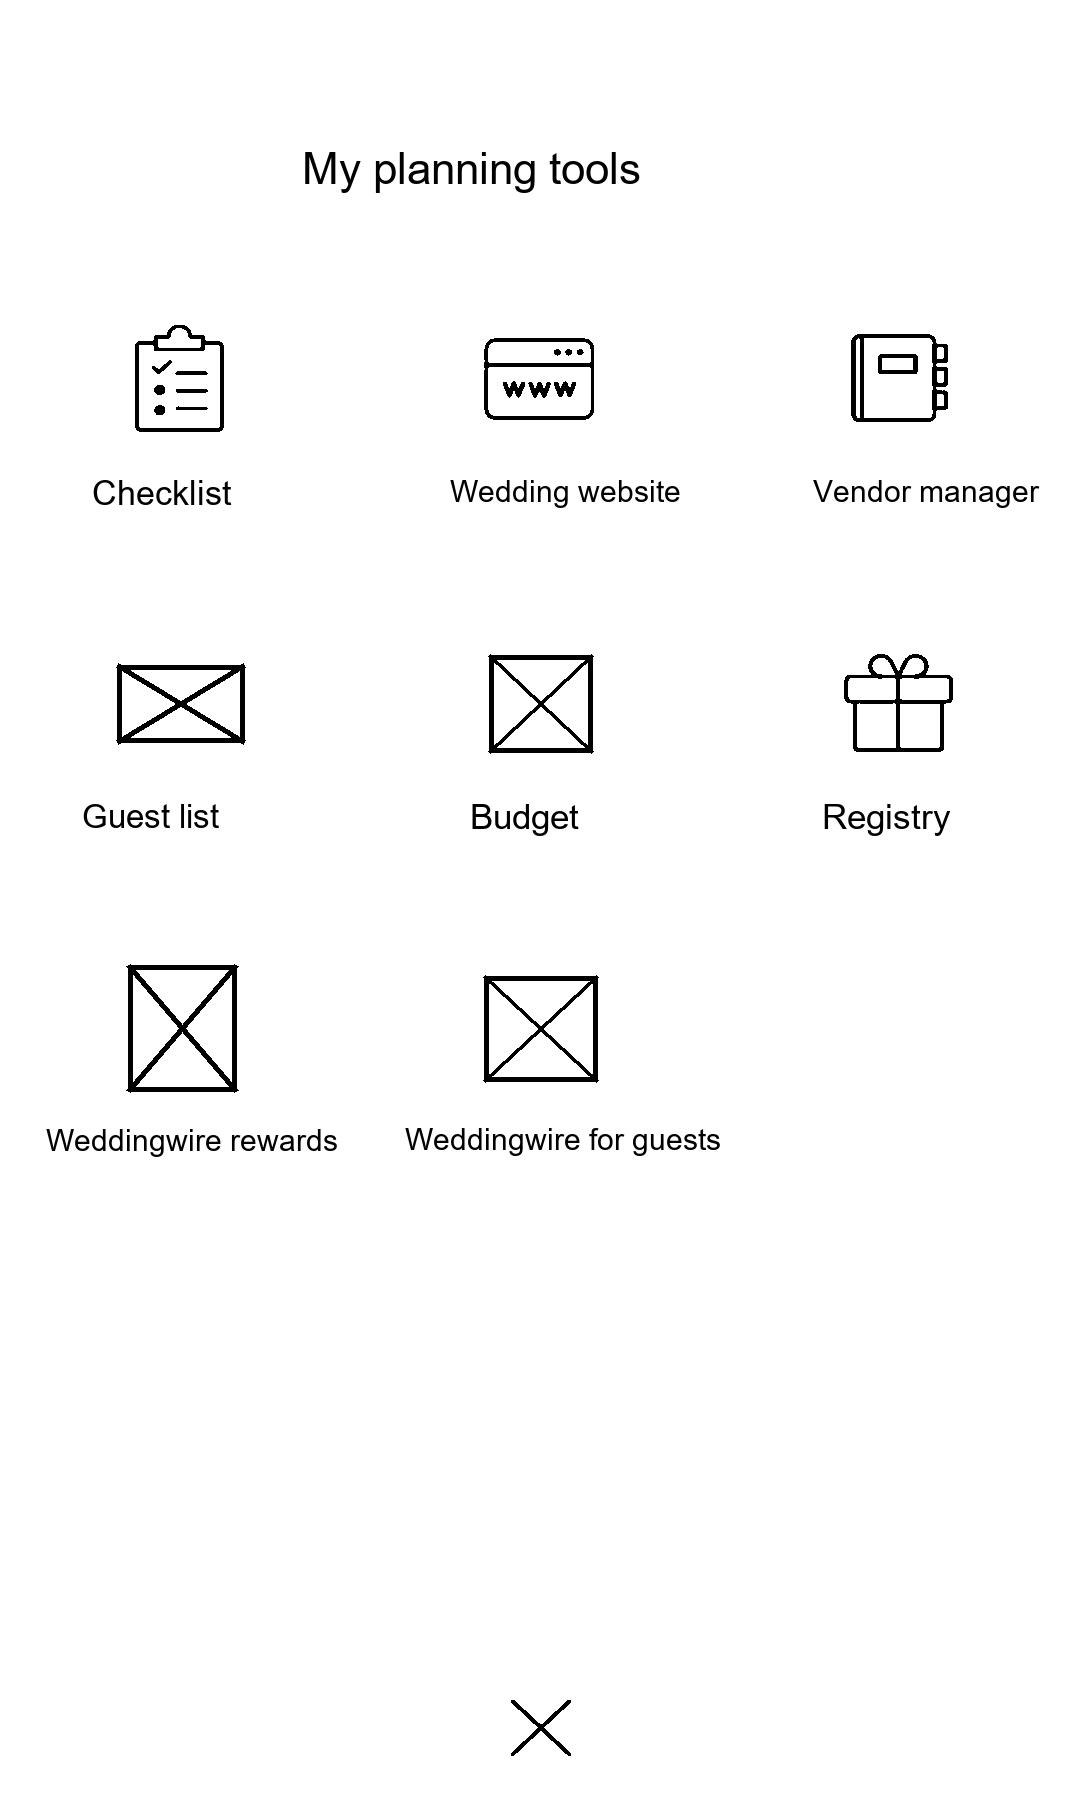 My planning tools
www
Checklist
Wedding website
Vendor manager
Guest list
Budget
Registry
Weddingwire rewards
Weddingwire for guests